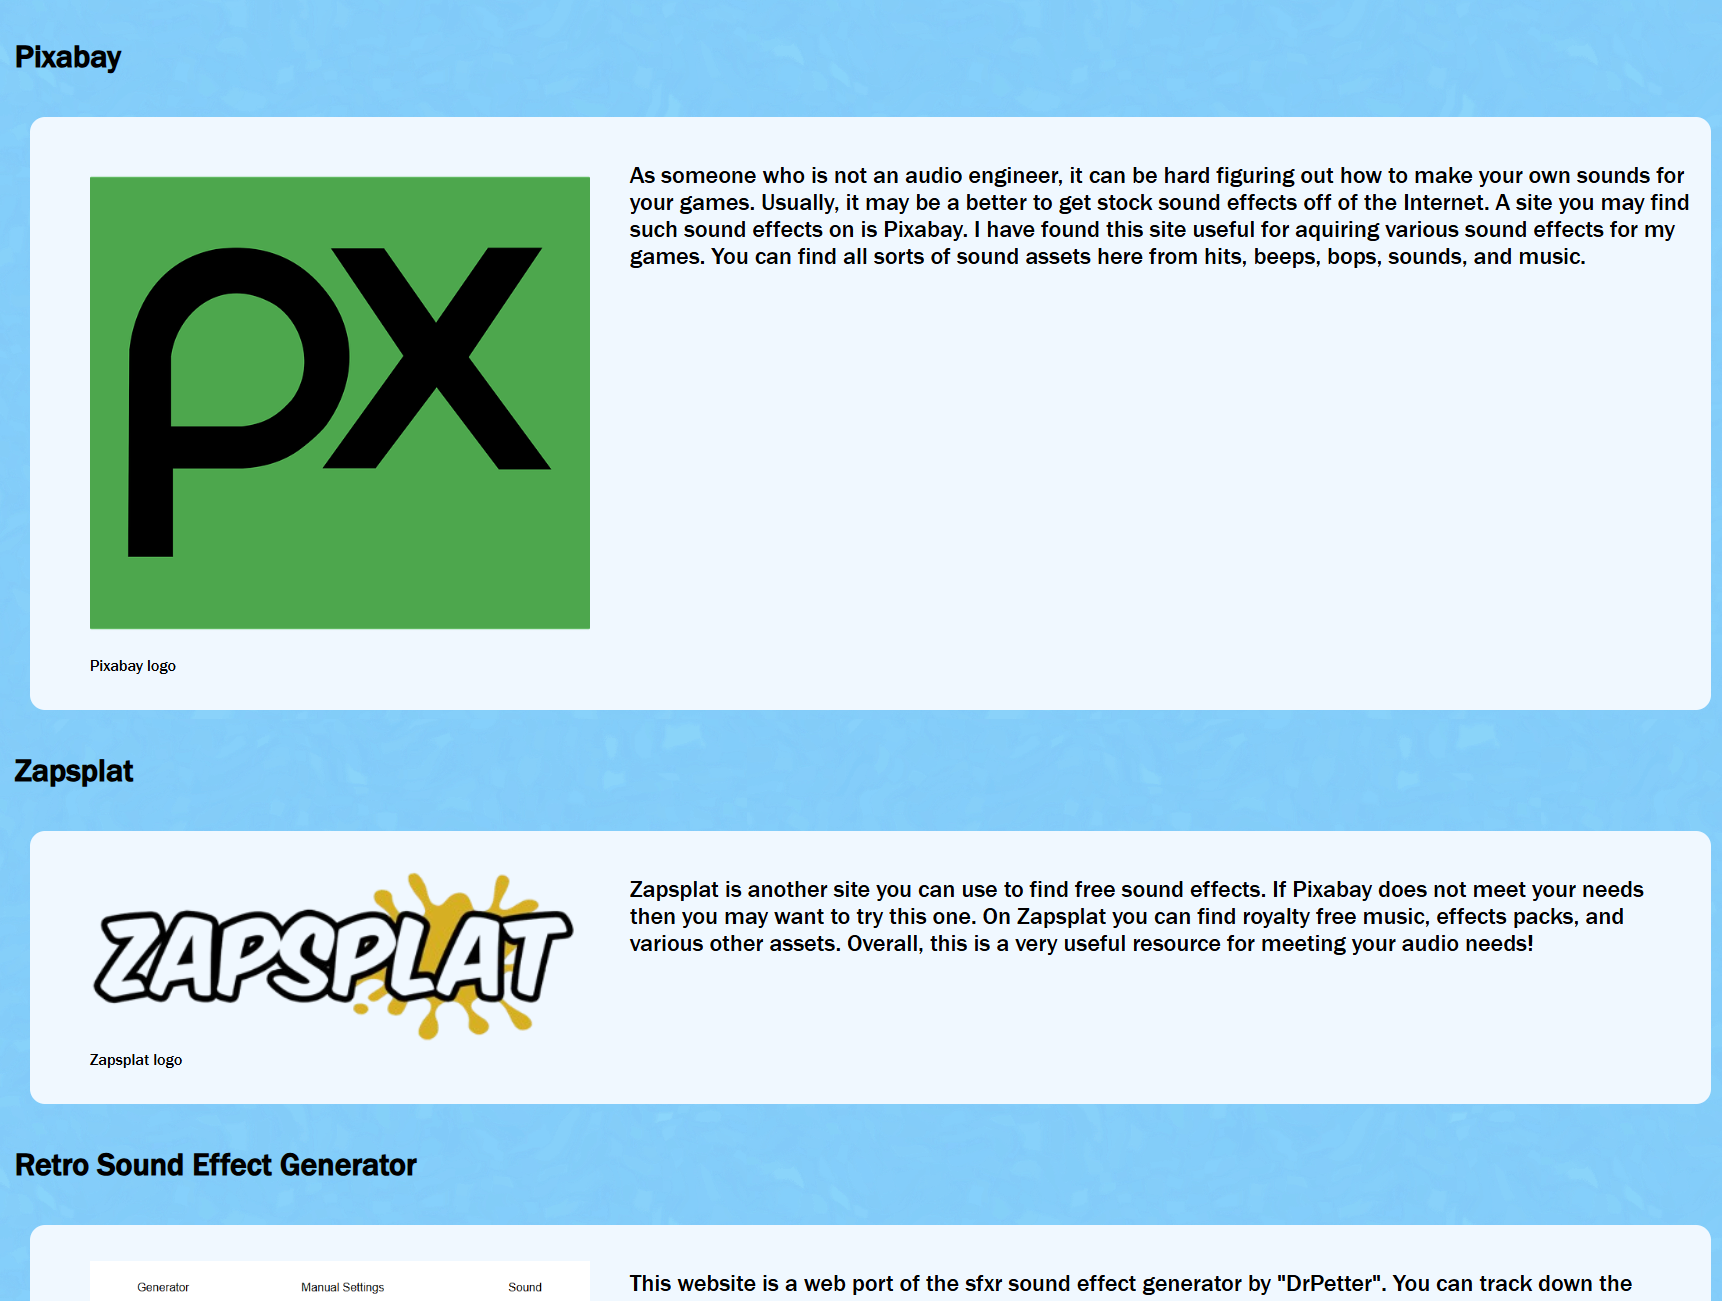 Pixabay
px
As someone who is not an audio engineer, it can be hard figuring out how to make your own sounds for
your games. Usually, it may be a better to get stock sound effects off of the Internet. A site you may find
such sound effects on is Pixabay. I have found this site useful for aquiring various sound effects for my
games. You can find all sorts of sound assets here from hits, beeps, bops, sounds, and music.
Pixabay logo
Zapsplat
ZAPSPLAT
Zapsplat is another site you can use to find free sound effects. If Pixabay does not meet your needs
then you may want to try this one. On Zapsplat you can find royalty free music, effects packs, and
various other assets. Overall, this is a very useful resource for meeting your audio needs!
Zapsplat logo
Retro Sound Effect Generator
Generator Manual Settings Sound
This website is a web port of the sfxr sound effect generator by "DrPetter". You can track down the